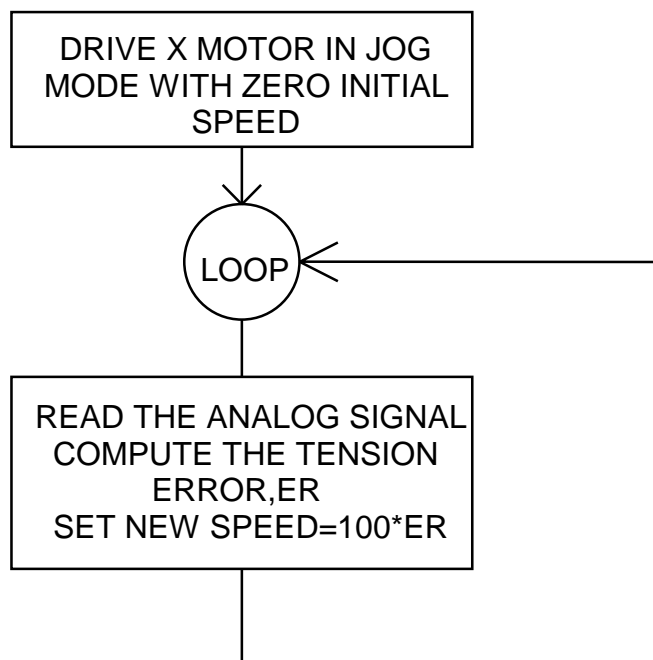 DRIVE X MOTOR IN JOG
MODE WITH ZERO INITIAL
SPEED
LOOP
READ THE ANALOG SIGNAL
COMPUTE THE TENSION
ERROR,ER
SET NEW SPEED=100*ER